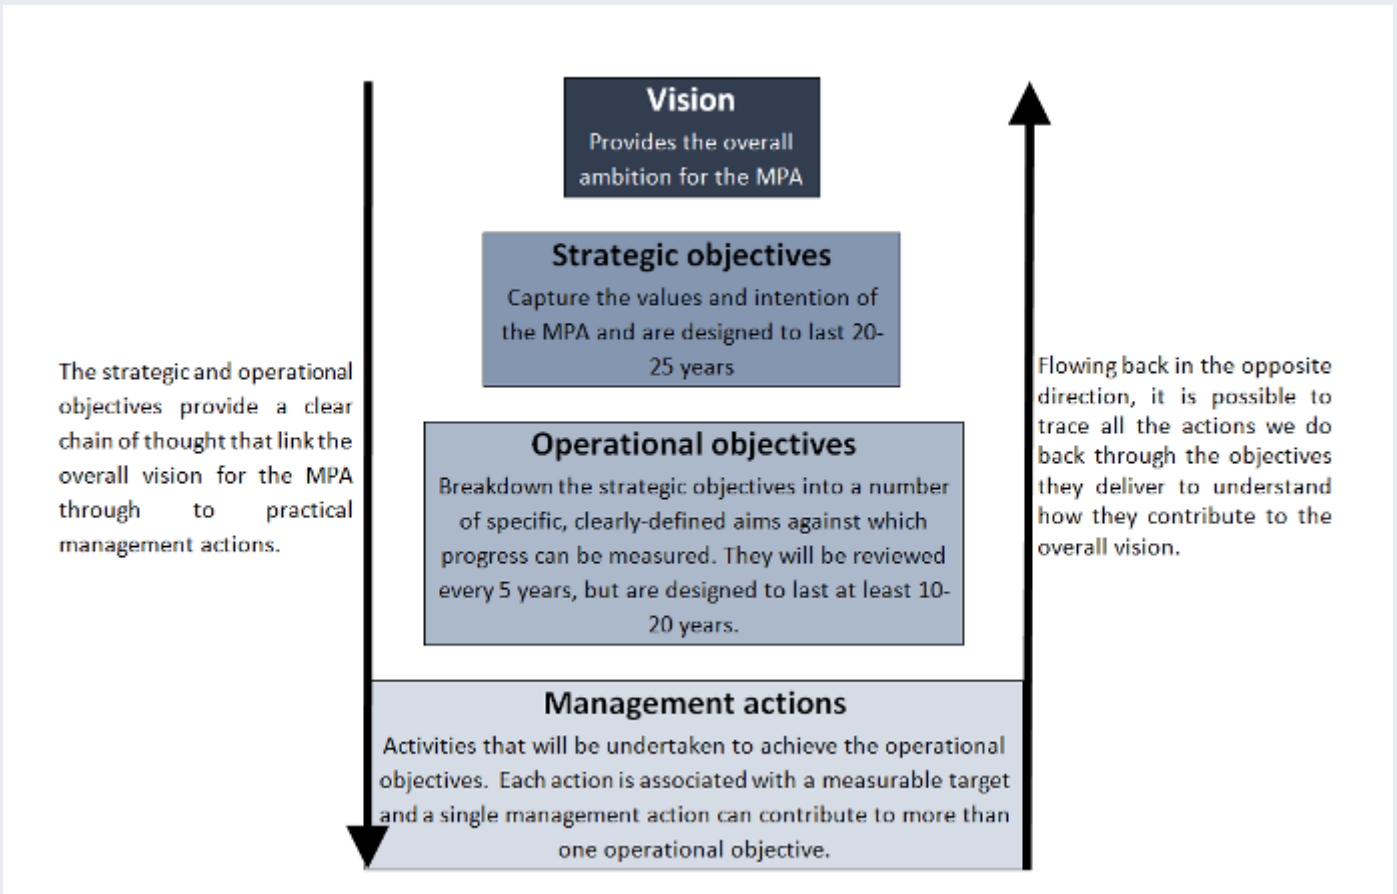 Vision
Provides the overall
ambition for the MPA
Strategic objectives
Capture the values and intention of
the MPA and are designed to last 20-
25 years
The strategic and operational
objectives provide a clear
chain of thought that link the
overall vision for the MPA
through to practical
management actions.
Operational objectives
Breakdown the strategic objectives into a number
of specific, clearly-defined aims against which
progress can be measured. They will be reviewed
every 5 years, but are designed to last at least 10-
20 years.
Flowing back in the opposite
direction, it is possible to
trace all the actions we do
back through the objectives
they deliver to understand
how they contribute to the
overall vision.
Management actions
Activities that will be undertaken to achieve the operational
objectives. Each action is associated with a measurable target
and a single management action can contribute to more than
one operational objective.